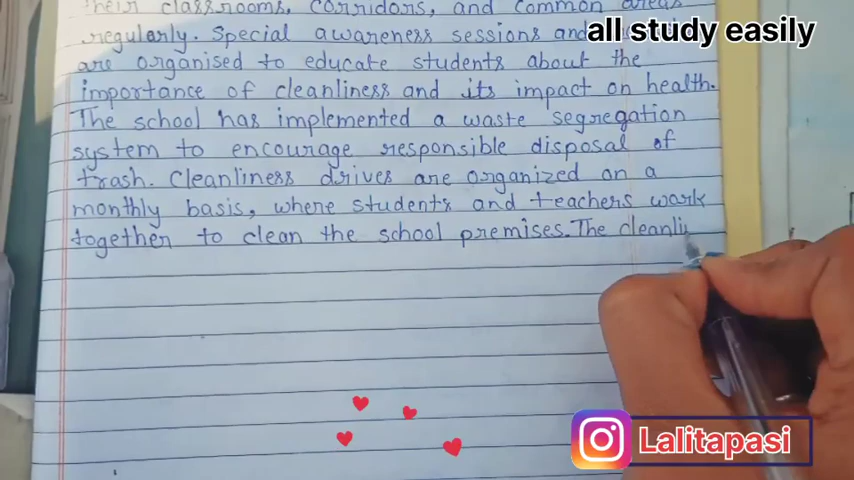 their classrooms, corridors, and common areas
all study easily
regularly. Special awareness sessions and
are organised to educate students about the
importance of cleanliness and its impact on health.
The school has implemented a waste segregation
system to encourage responsible disposal of
trash. Cleanliness drives are organized on a
monthly basis, where students and teachers work
together to clean the school premises. The cleanli
Lalitapasi